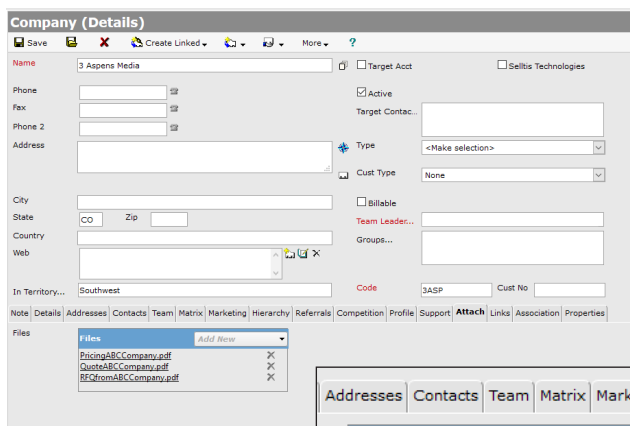 Company (Details)
Save Create Linked More ?
Name 3 Aspens Media Target Acct Selltis Technologies
Phone Active
Fax Target Contac...
Phone 2
Address Type <Make selection>
Cust Type None
City Billable
State CO Zip Team Leader...
Country Groups...
Web
In Territory... Southwest Code 3ASP Cust No
Note Details Addresses Contacts Team Matrix Marketing Hierarchy Referrals Competition Profile Support Attach Links Association Properties
Files Files Add New
PricingABCCompany.pdf
QuoteABCCompany.pdf
RFQfromABCCompany.pdf
Addresses Contacts Team Matrix Mark